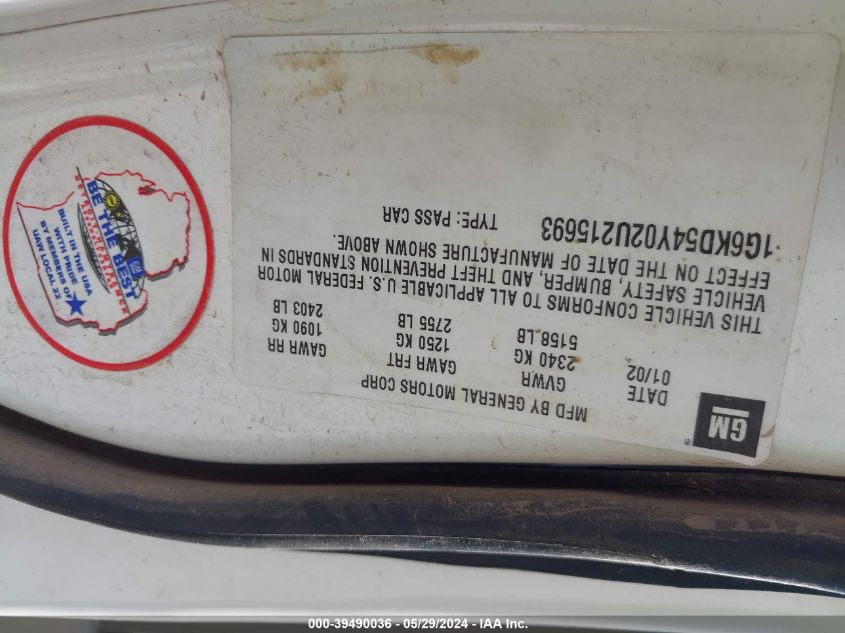 GM
MFD BY GENERAL MOTORS CORP
DATE GVWR GAWR FRT GAWR RR
01/02 2340 KG 1250 KG 1090 KG
5158 LB 2755 LB 2403 LB
THIS VEHICLE CONFORMS TO ALL APPLICABLE U.S. FEDERAL MOTOR
VEHICLE SAFETY, BUMPER, AND THEFT PREVENTION STANDARDS IN
EFFECT ON THE DATE OF MANUFACTURE SHOWN ABOVE.
1G6KD54Y02U215693 TYPE: PASS CAR
BE THE BEST
BUILT IN THE USA
WITH PRIDE
BY MEMBERS OF
UAW LOCAL 22
000-39490036 - 05/29/2024 - IAA Inc.